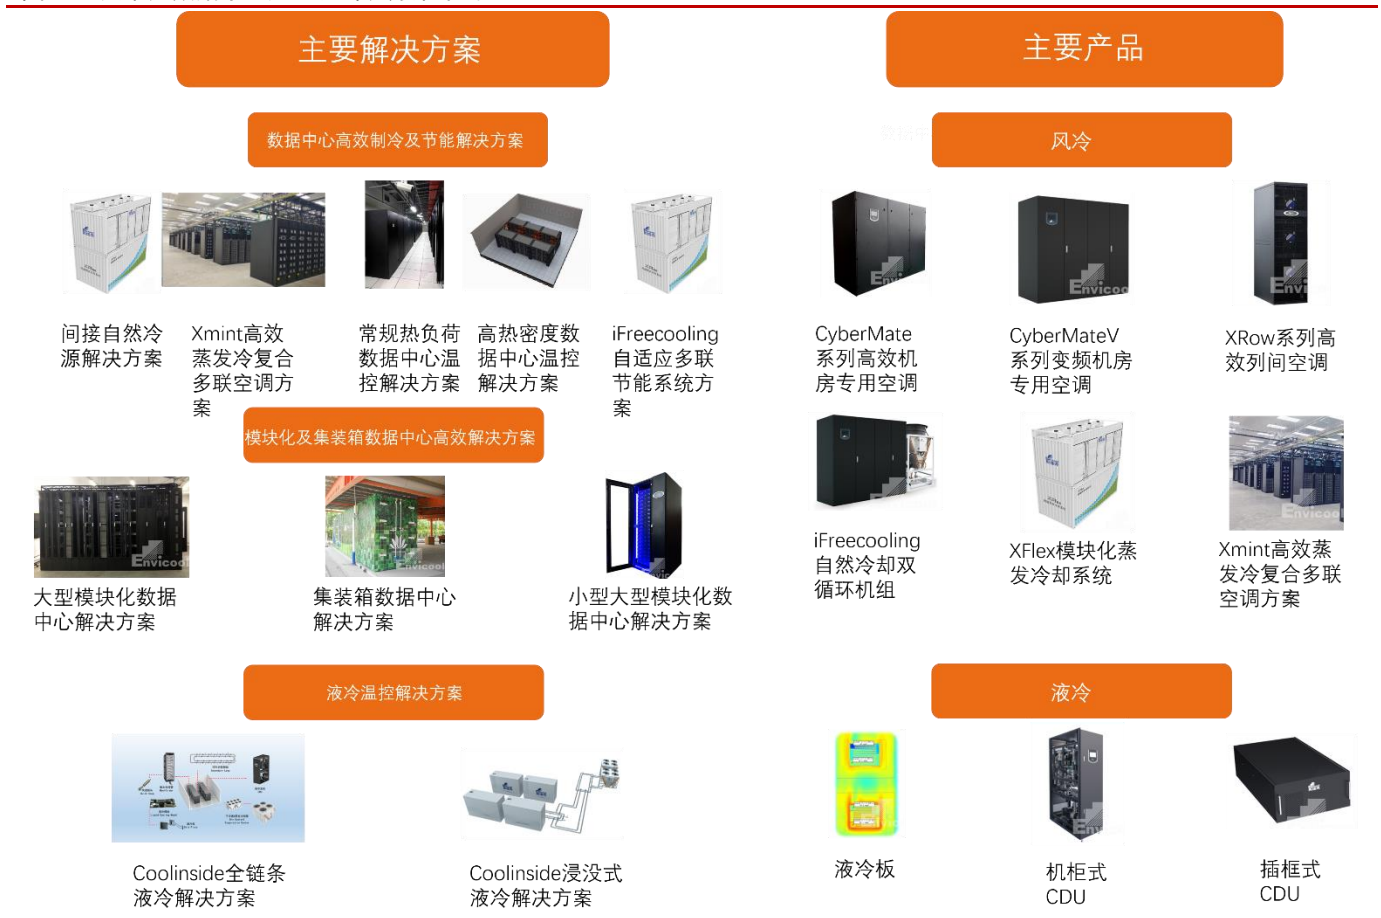 主要解决方案
主要产品
数据中心高效制冷及节能解决方案
风冷
间接自然冷
源解决方案
Xmint高效
蒸发冷复合
多联空调方
案
常规热负荷
数据中心温
控解决方案
高热密度数
据中心温控
解决方案
iFreecooling
自适应多联
节能系统方
案
CyberMate
系列高效机
房专用空调
CyberMateV
系列变频机房
专用空调
XRow系列高
效列间空调
模块化及集装箱数据中心高效解决方案
大型模块化数据
中心解决方案
集装箱数据中心
解决方案
小型大型模块化数
据中心解决方案
iFreecooling
自然冷却双
循环机组
XFlex模块化蒸
发冷却系统
Xmint高效蒸
发冷复合多联
空调方案
液冷温控解决方案
液冷
Coolinside全链条
液冷解决方案
Coolinside浸没式
液冷解决方案
液冷板
机柜式
CDU
插框式
CDU
Envicool
Envicool
Envicool
Envicool